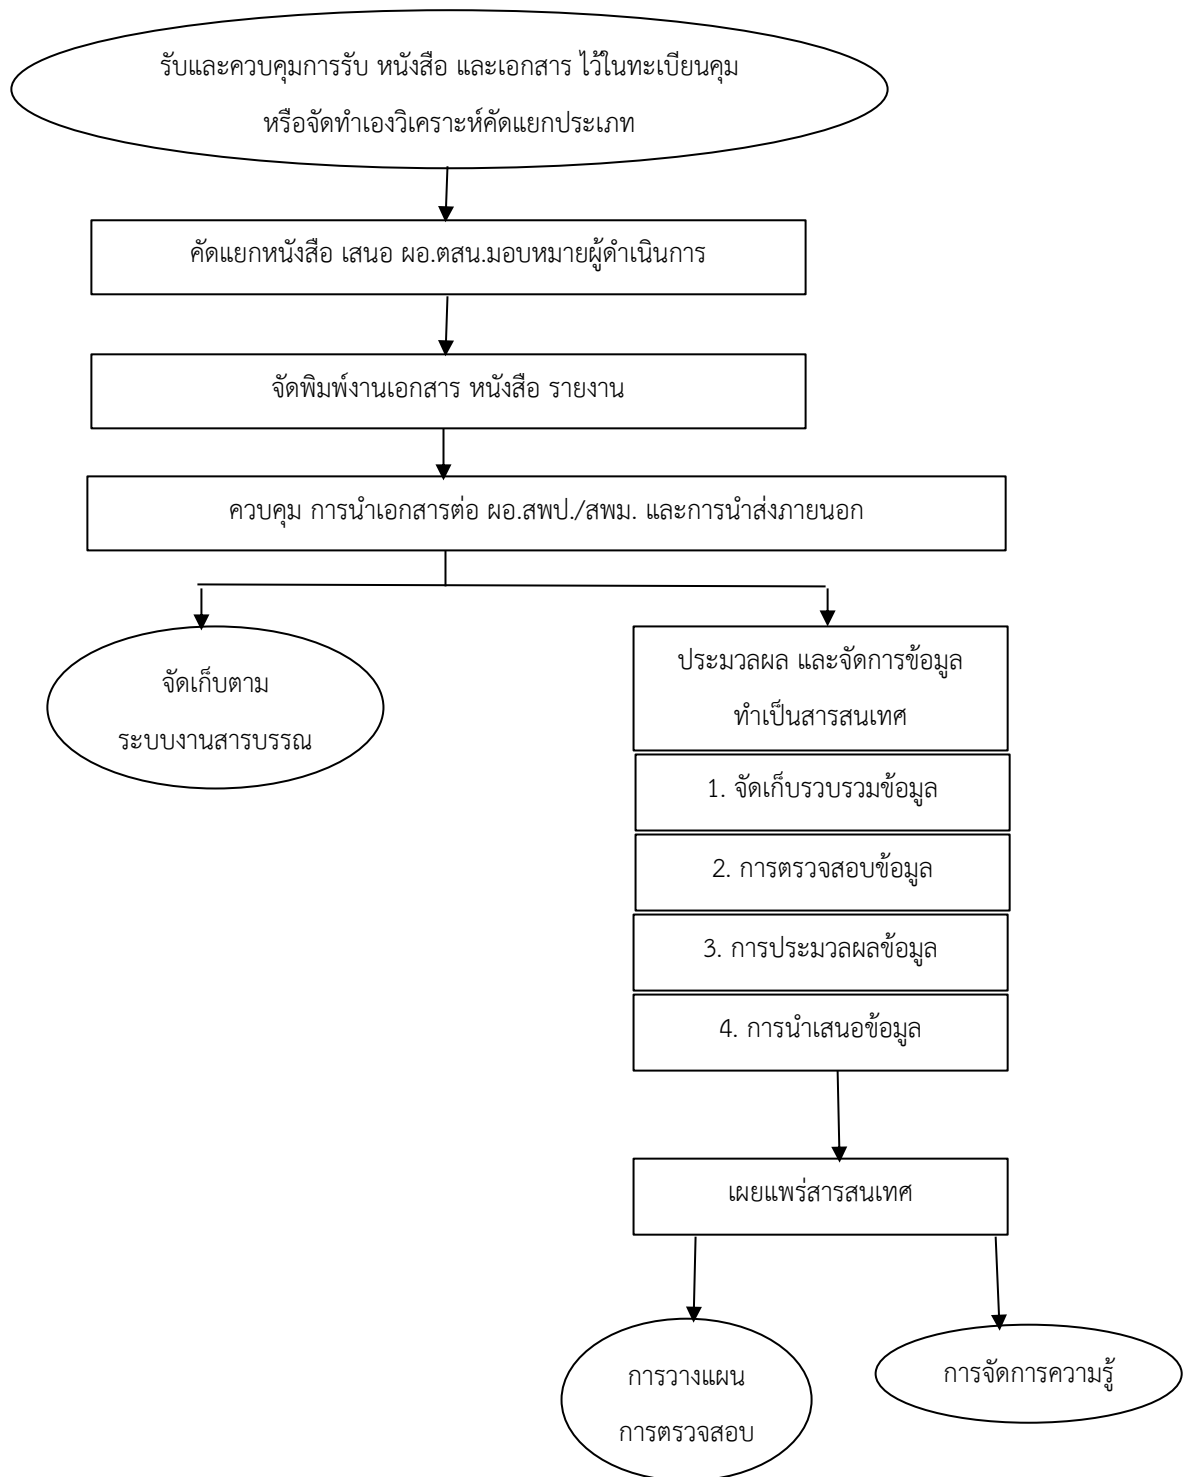 รับและควบคุมการรับ หนังสือ และเอกสาร ไว้ในทะเบียนคุม
หรือจัดทำเองวิเคราะห์คัดแยกประเภท
คัดแยกหนังสือ เสนอ ผอ.ตสน.มอบหมายผู้ดำเนินการ
จัดพิมพ์งานเอกสาร หนังสือ รายงาน
ควบคุม การนำเอกสารต่อ ผอ.สพป./สพม. และการนำส่งภายนอก
จัดเก็บตาม
ระบบงานสารบรรณ
ประมวลผล และจัดการข้อมูล
ทำเป็นสารสนเทศ
1. จัดเก็บรวบรวมข้อมูล
2. การตรวจสอบข้อมูล
3. การประมวลผลข้อมูล
4. การนำเสนอข้อมูล
เผยแพร่สารสนเทศ
การวางแผน
การตรวจสอบ
การจัดการความรู้